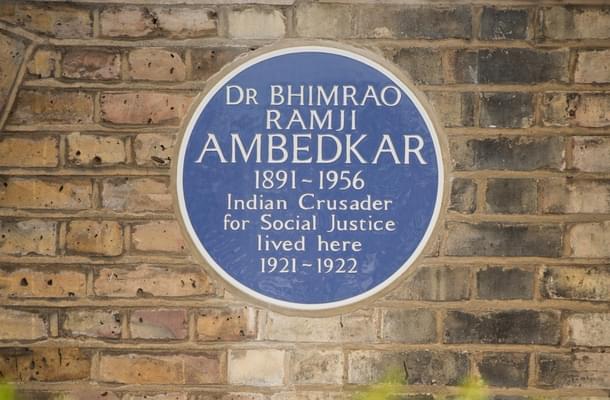 DR BHIMRAO
RAMJI
AMBEDKAR
1891~1956
Indian Crusader
for Social Justice
lived here
1921~1922